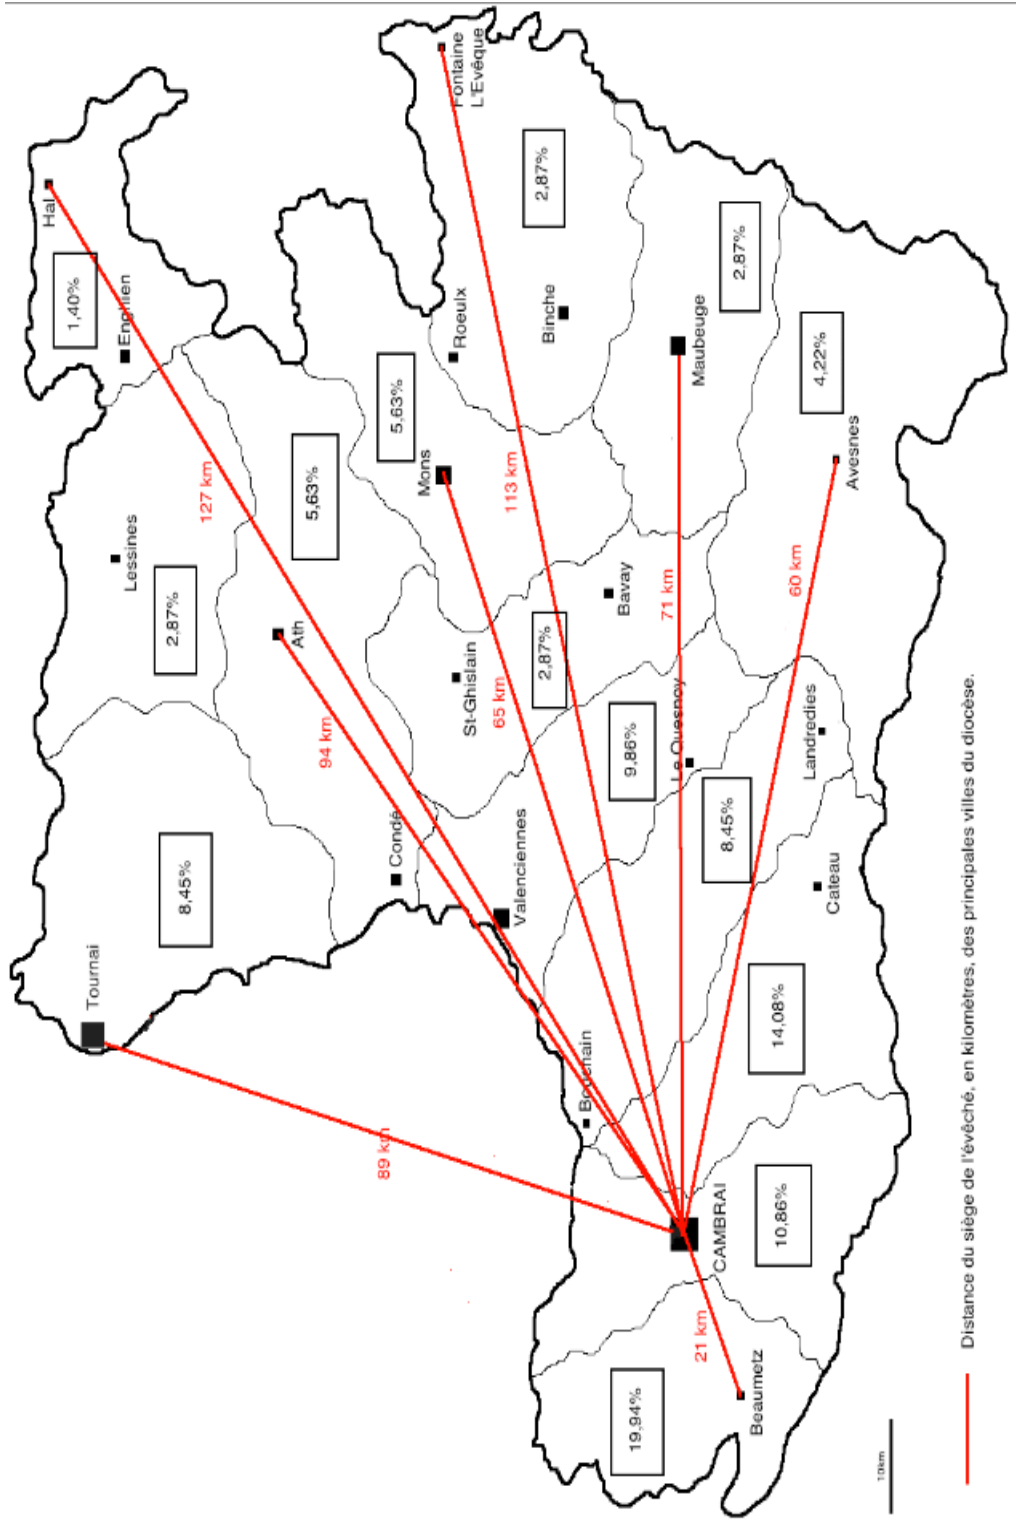 Hal
1,40%
Tournai
Enghien
Lessines
2,87%
8,45%
127 km
Ath
5,63%
94 km
89 km
Condé
5,63%
Mons
Roeulx
Fontaine
L'Evêque
St-Ghislain
65 km
113 km
Valenciennes
2,87%
Binche
2,87%
Bouchain
Bavay
9,86%
19,94%
71 km
Le Quesnoy
Maubeuge
21 km
CAMBRAI
8,45%
2,87%
Beaumetz
14,08%
10,86%
60 km
Landredies
4,22%
Cateau
Avesnes
10km
Distance du siège de l'évêché, en kilomètres, des principales villes du diocèse.